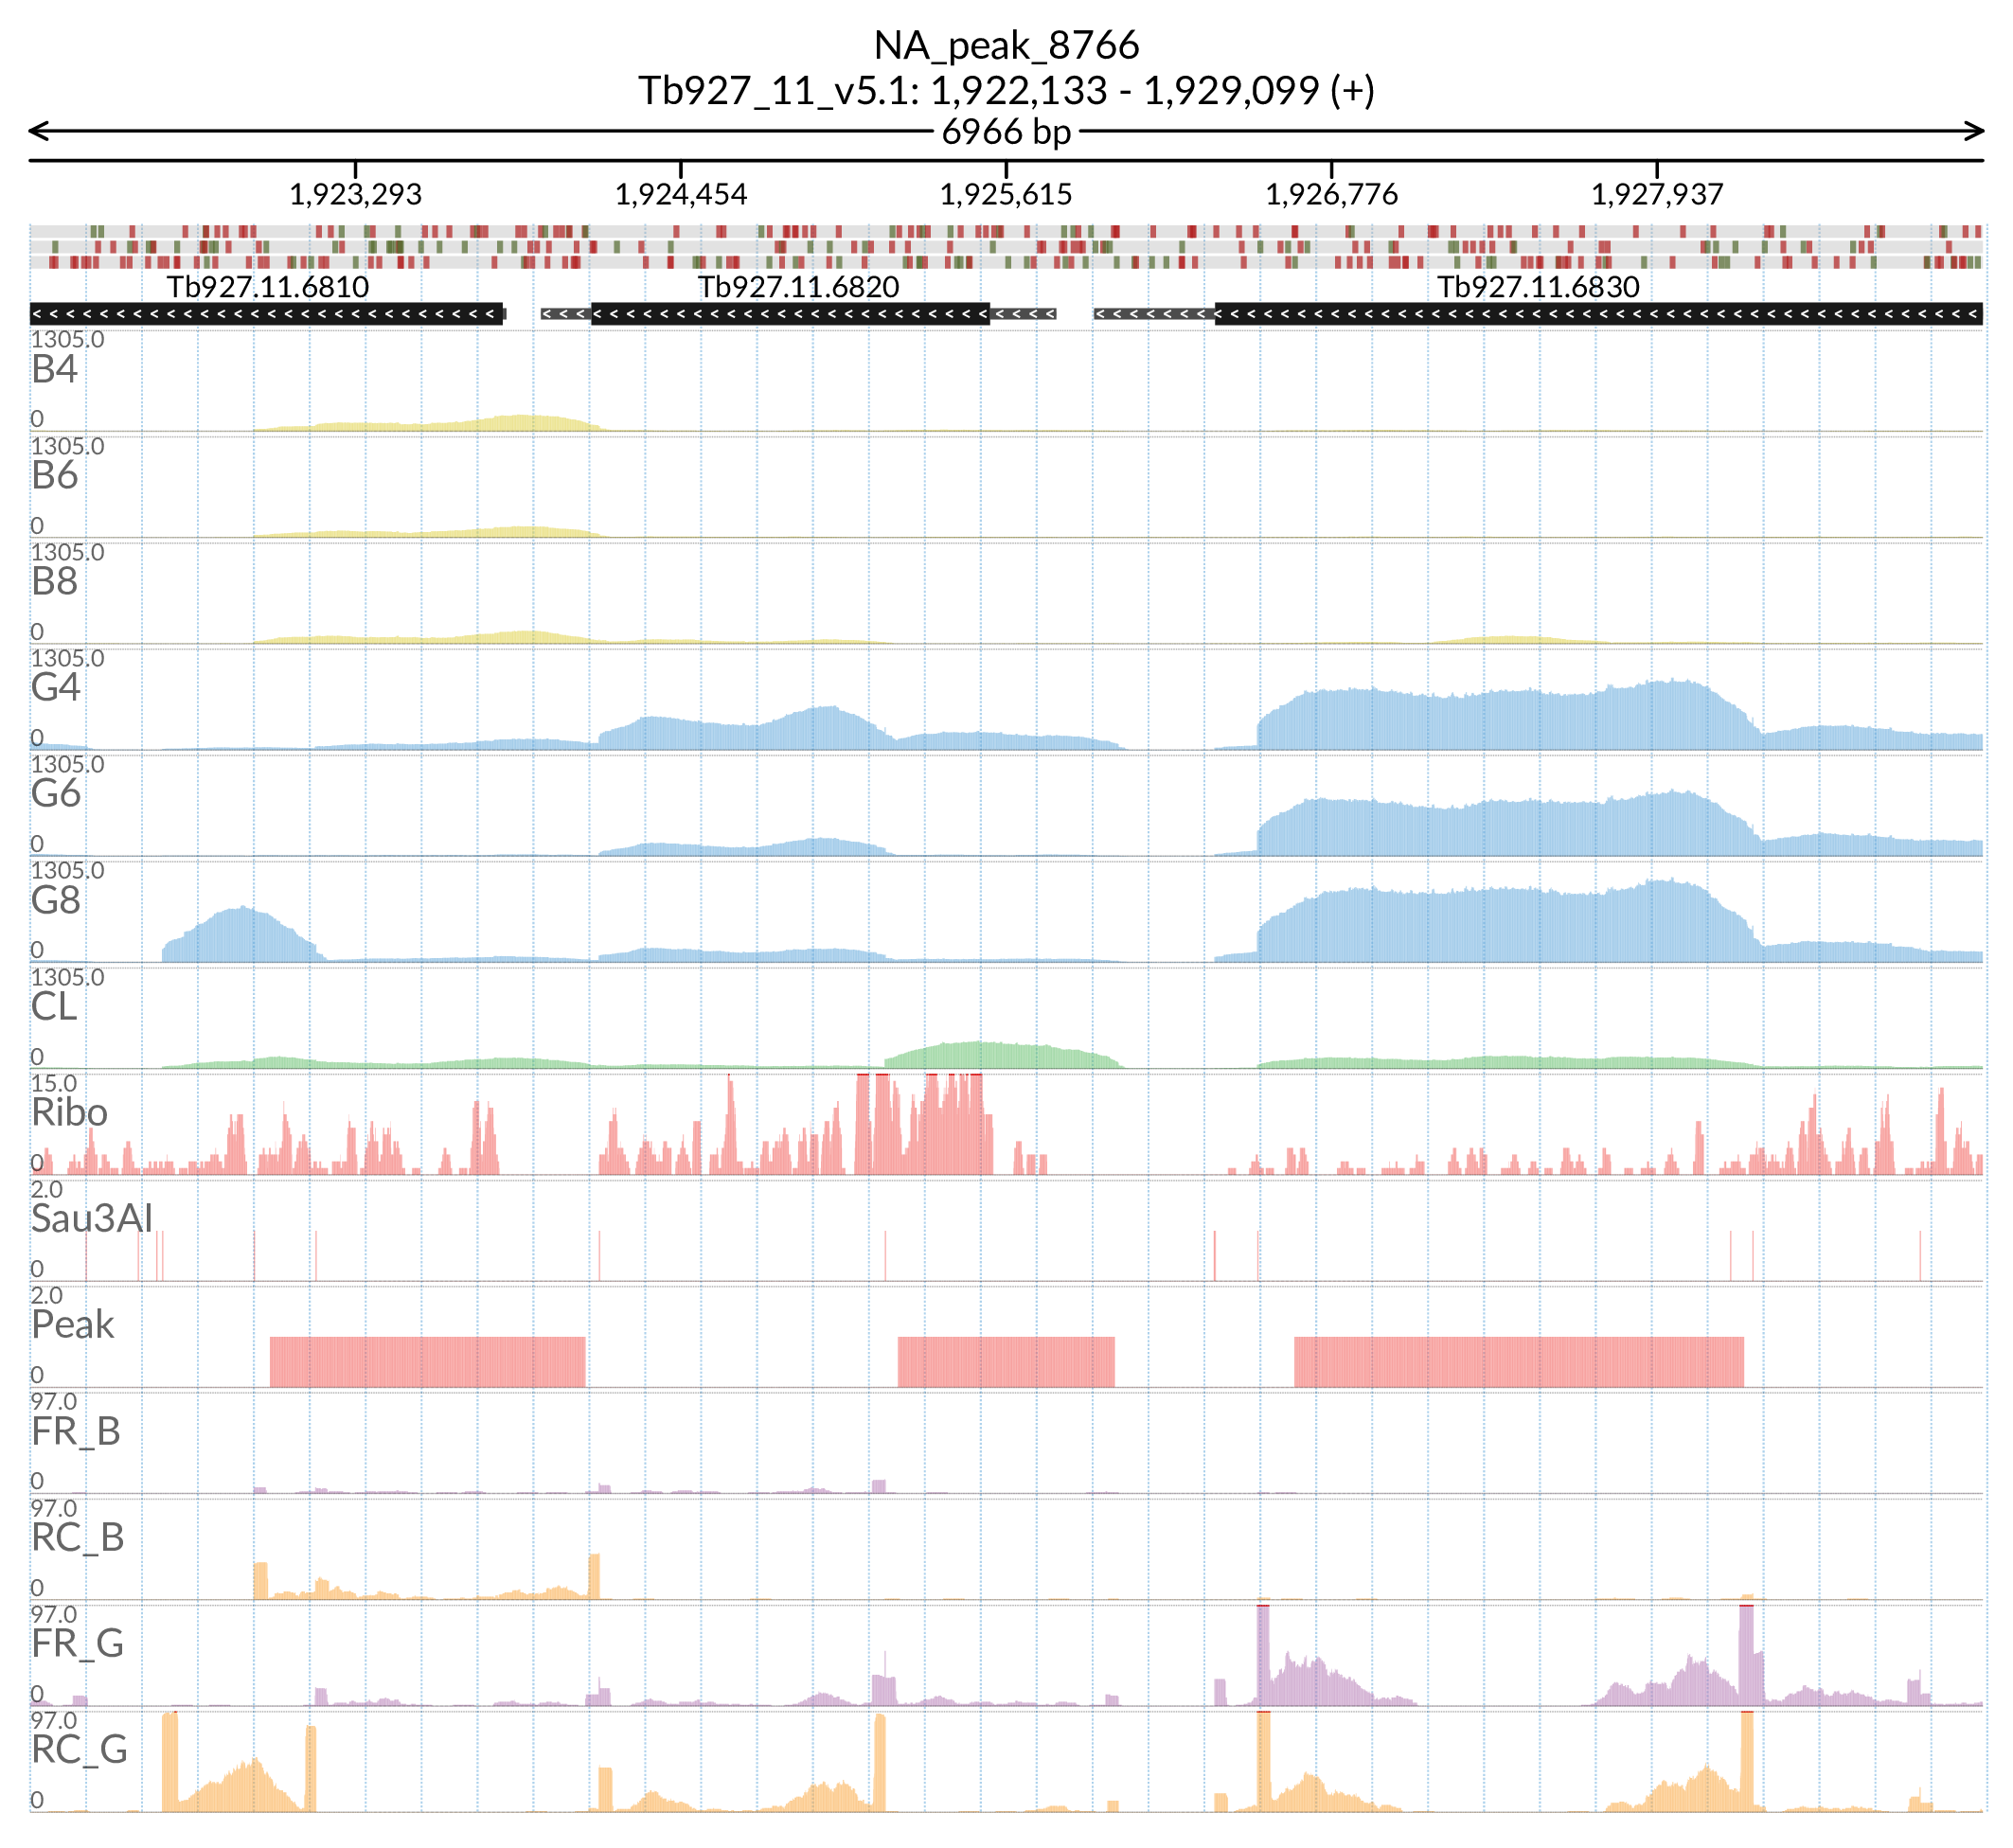 NA_peak_8766
Tb927_11_v5.1: 1,922,133 - 1,929,099 (+)
6966 bp
1,923,293 1,924,454 1,925,615 1,926,776 1,927,937
Tb927.11.6810 Tb927.11.6820 Tb927.11.6830
1305.0
B4
0
1305.0
B6
0
1305.0
B8
0
1305.0
G4
0
1305.0
G6
0
1305.0
G8
0
1305.0
CL
0
15.0
Ribo
0
2.0
Sau3AI
0
2.0
Peak
0
97.0
FR_B
0
97.0
RC_B
0
97.0
FR_G
0
97.0
RC_G
0